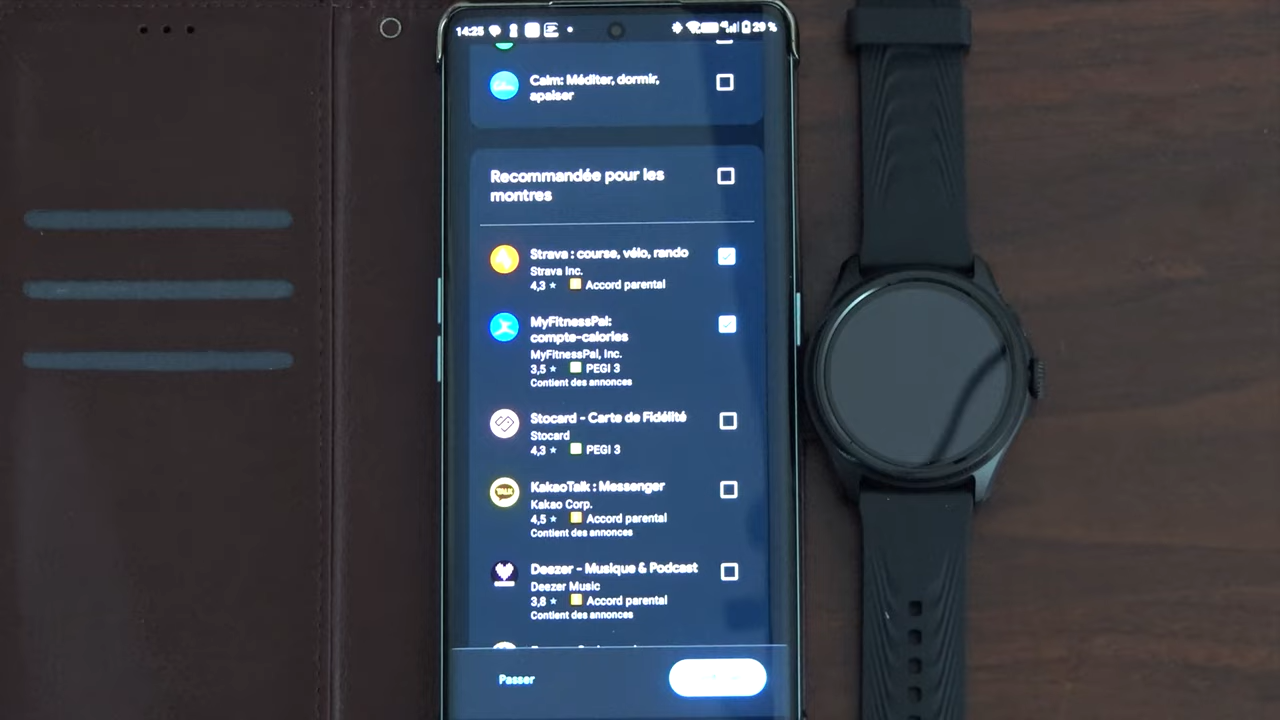 14:25
29 %
Calm: Méditer, dormir,
apaiser
Recommandée pour les
montres
Strava : course, vélo, rando
Strava Inc.
4,3 ★ Accord parental
MyFitnessPal:
compte-calories
MyFitnessPal, Inc.
3,5 ★ PEGI 3
Contient des annonces
Stocard - Carte de Fidélité
Stocard
4,3 ★ PEGI 3
TALK
KakaoTalk : Messenger
Kakao Corp.
4,5 ★ Accord parental
Contient des annonces
Deezer - Musique & Podcast
Deezer Music
3,8 ★ Accord parental
Contient des annonces
Passer